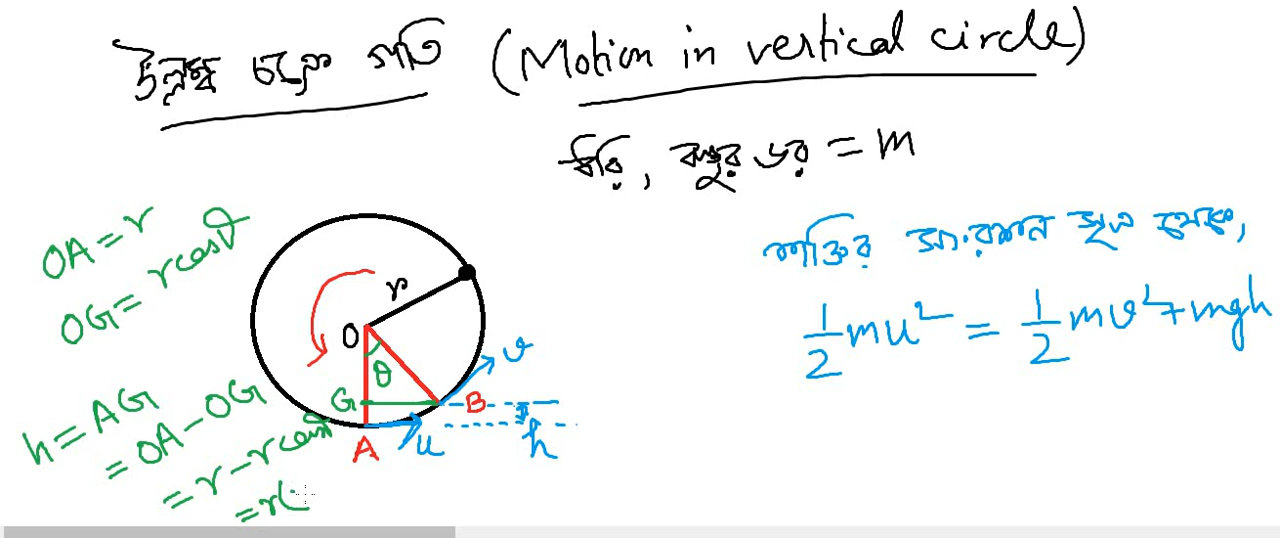 উল্লম্ব চক্রে গতি (Motion in vertical circle)
ধরি, বস্তুর ভর = m
OA = r
OG = r cosθ
শক্তির সংরক্ষণ সূত্র থেকে,
1/2 mu² = 1/2 mv² + mgh
r
O
θ
v
G
B
h
A
u
h = AG
= OA - OG
= r - r cosθ
= r(